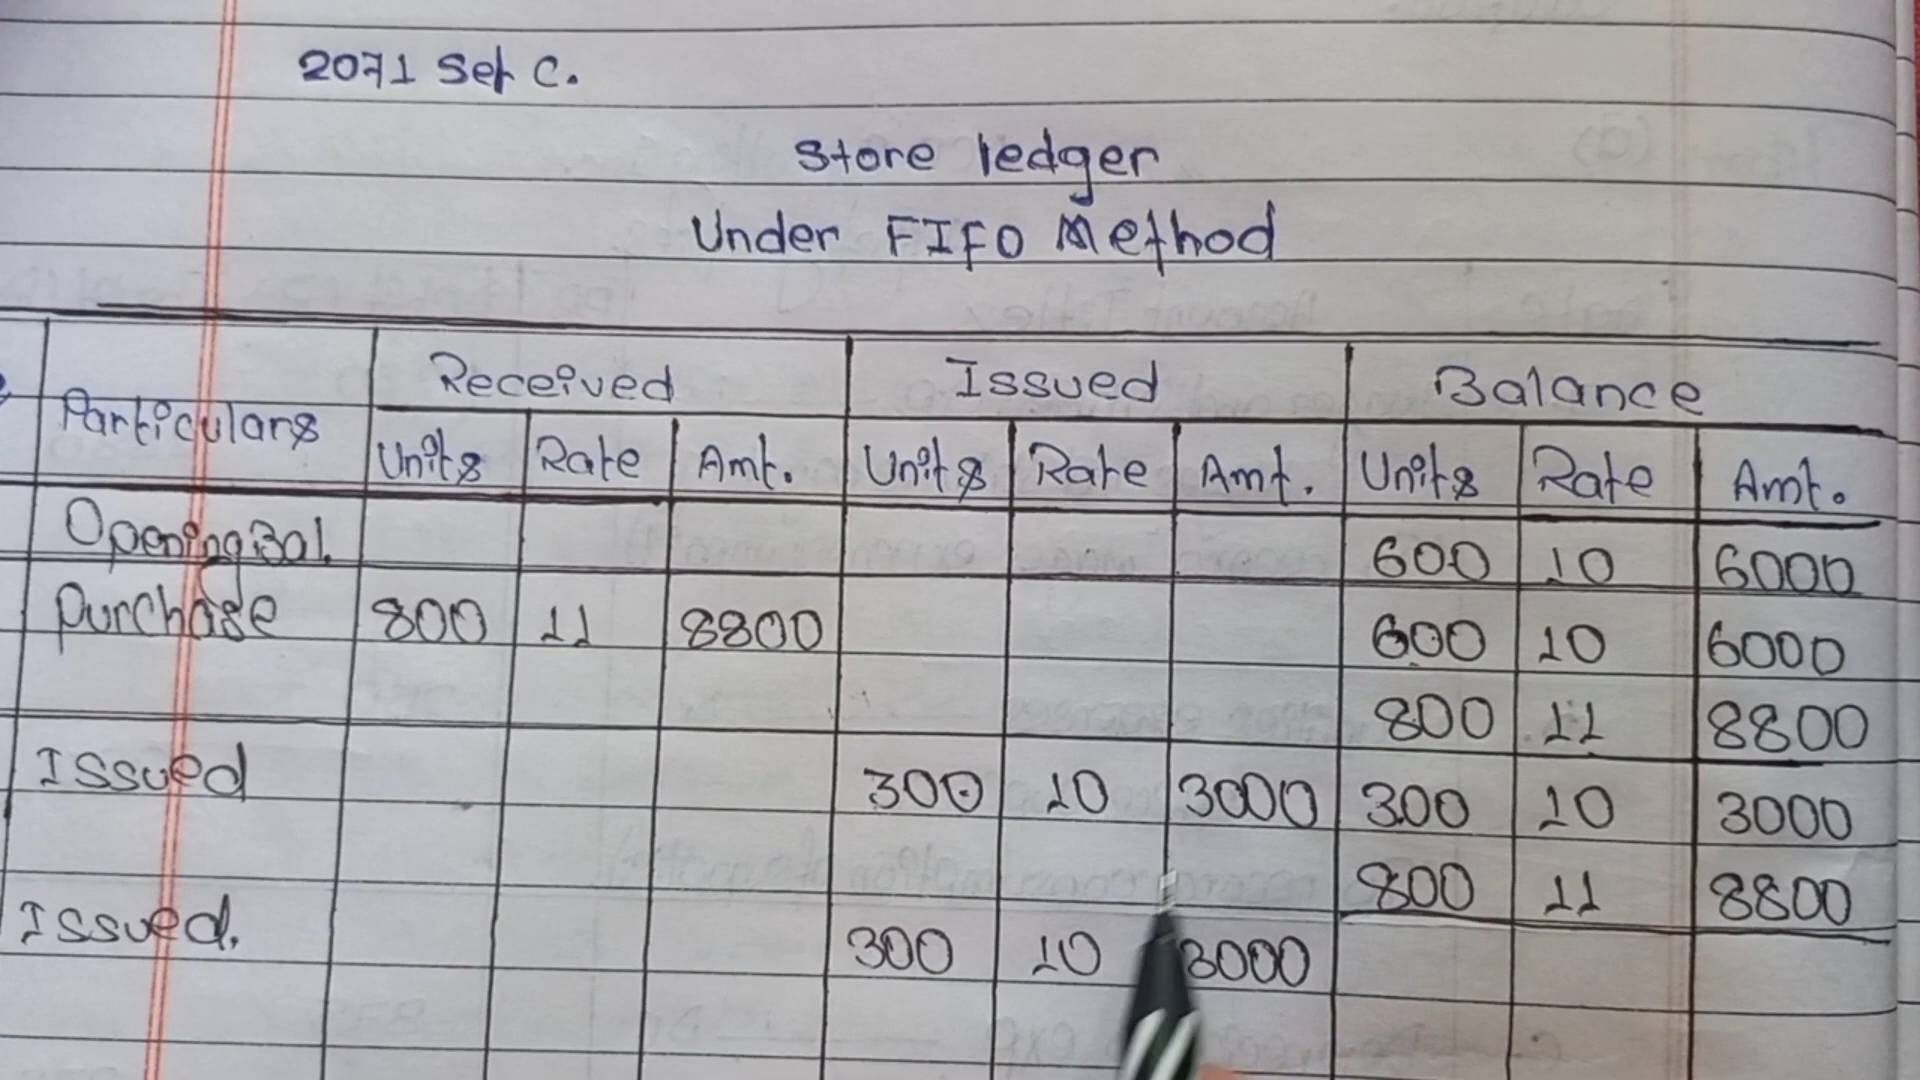 2071 Set C.
Store ledger
Under FIFO Method
Particulars Received Issued Balance
Units Rate Amt. Units Rate Amt. Units Rate Amt.
Opening Bal. 600 10 6000
Purchase 800 11 8800 600 10 6000
800 11 8800
Issued 300 10 3000 300 10 3000
800 11 8800
Issued. 300 10 3000